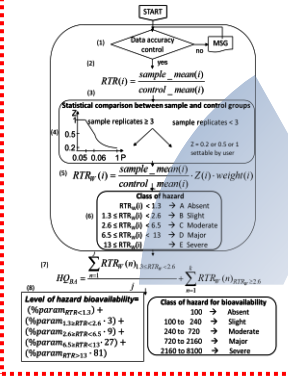 START
(1) Data accuracy control
no MSG
yes
(2)
RTR(i) = sample _ mean(i) / control _ mean(i)
(3)
Statistical comparison between sample and control groups
Z
1
sample replicates ≥ 3 sample replicates < 3
(4)
0.5
0.2
Z = 0.2 or 0.5 or 1
settable by user
0.05 0.06 1 P
(5) RTR_W(i) = sample _ mean(i) / control _ mean(i) · Z(i) · weight(i)
Class of hazard
RTR_W(i) < 1.3 → A Absent
1.3 ≤ RTR_W(i) < 2.6 → B Slight
(6) 2.6 ≤ RTR_W(i) < 6.5 → C Moderate
6.5 ≤ RTR_W(i) < 13 → D Major
13 ≤ RTR_W(i) → E Severe
(7)
(8)
Level of hazard bioavailability=
(%param_RTR<1.3) +
(%param_1.3≥RTR<2.6 · 3) +
(%param_2.6≥RTR<6.5 · 9) +
(%param_6.5≥RTR<13 · 27) +
(%param_RTR>13 · 81)
Class of hazard for bioavailability
100 → Absent
100 to 240 → Slight
240 to 720 → Moderate
720 to 2160 → Major
2160 to 8100 → Severe